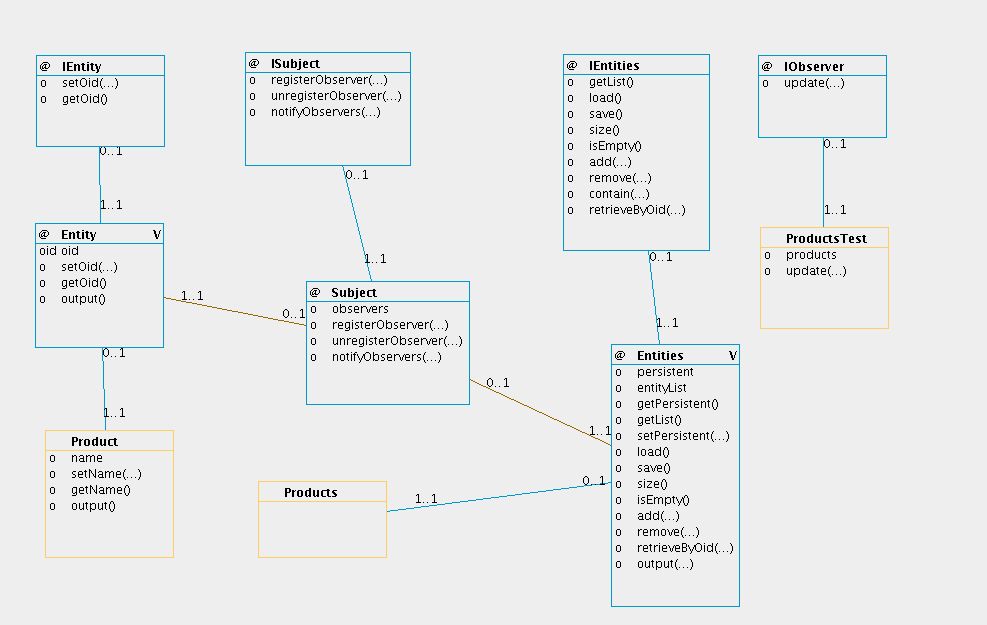 @ IEntity
o setOid(...)
o getOid()
0..1
1..1
@ ISubject
o registerObserver(...)
o unregisterObserver(...)
o notifyObservers(...)
0..1
1..1
@ IEntities
o getList()
o load()
o save()
o size()
o isEmpty()
o add(...)
o remove(...)
o contain(...)
o retrieveByOid(...)
0..1
1..1
@ IObserver
o update(...)
0..1
1..1
@ Entity V
oid oid
o setOid(...)
o getOid()
o output()
1..1
0..1
0..1
1..1
@ Subject
o observers
o registerObserver(...)
o unregisterObserver(...)
o notifyObservers(...)
0..1
1..1
ProductsTest
o products
o update(...)
@ Entities V
o persistent
o entityList
o getPersistent()
o getList()
o setPersistent(...)
o load()
o save()
o size()
o isEmpty()
o add(...)
o remove(...)
o retrieveByOid(...)
o output(...)
Product
o name
o setName(...)
o getName()
o output()
Products
1..1
0..1